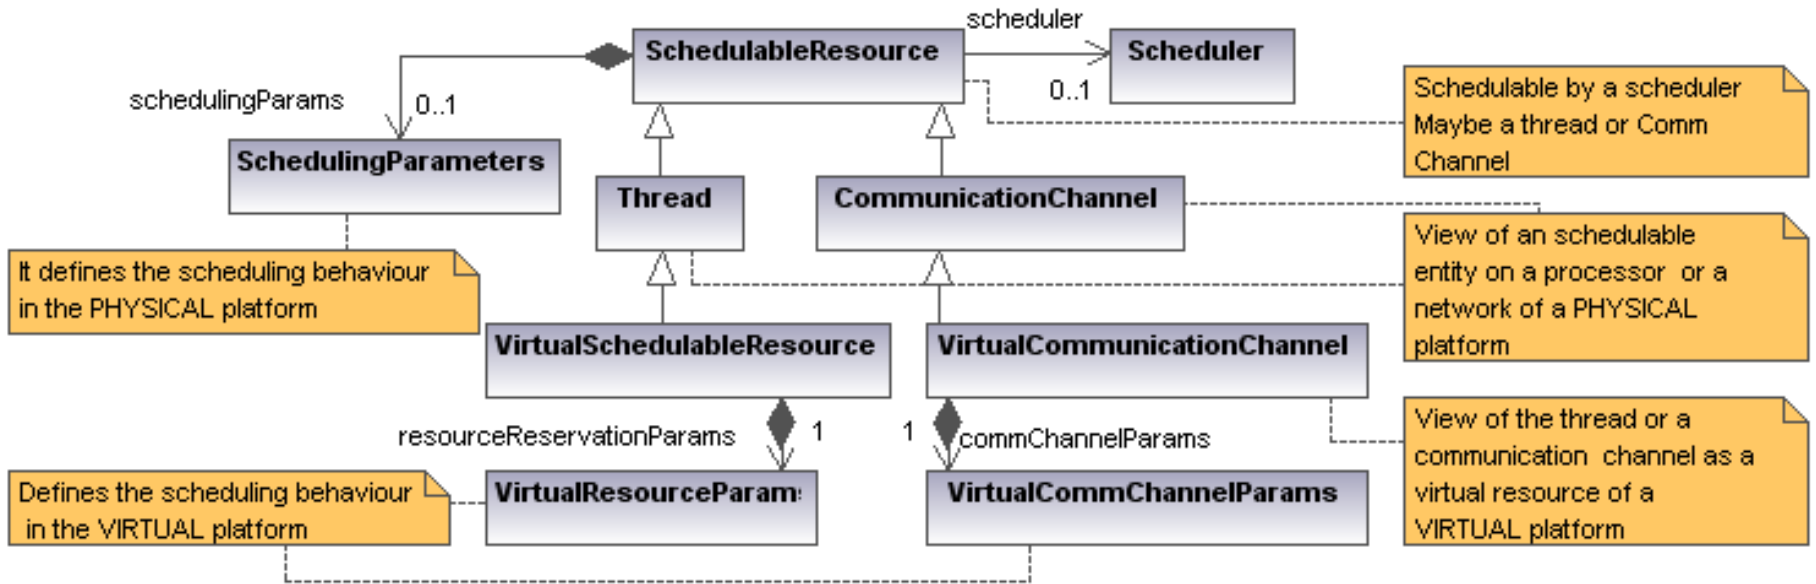 scheduler
SchedulableResource
Scheduler
0..1
schedulingParams
0..1
Schedulable by a scheduler
Maybe a thread or Comm
Channel
SchedulingParameters
Thread
CommunicationChannel
View of an schedulable
entity on a processor or a
network of a PHYSICAL
platform
It defines the scheduling behaviour
in the PHYSICAL platform
VirtualSchedulableResource
VirtualCommunicationChannel
resourceReservationParams
1
1
commChannelParams
View of the thread or a
communication channel as a
virtual resource of a
VIRTUAL platform
Defines the scheduling behaviour
in the VIRTUAL platform
VirtualResourceParam
VirtualCommChannelParams